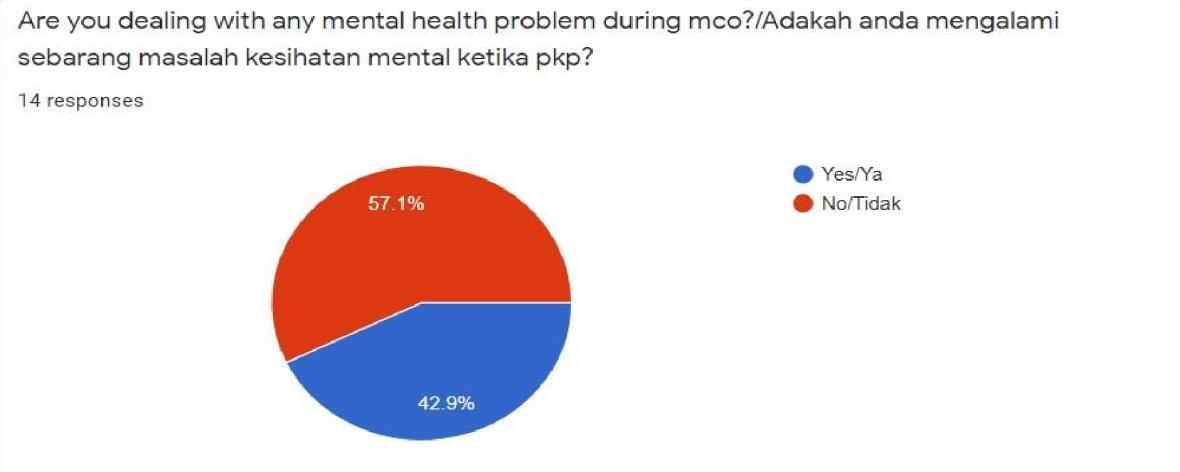 Are you dealing with any mental health problem during mco?/Adakah anda mengalami
sebarang masalah kesihatan mental ketika pkp?
14 responses
Yes/Ya
No/Tidak
57.1%
42.9%